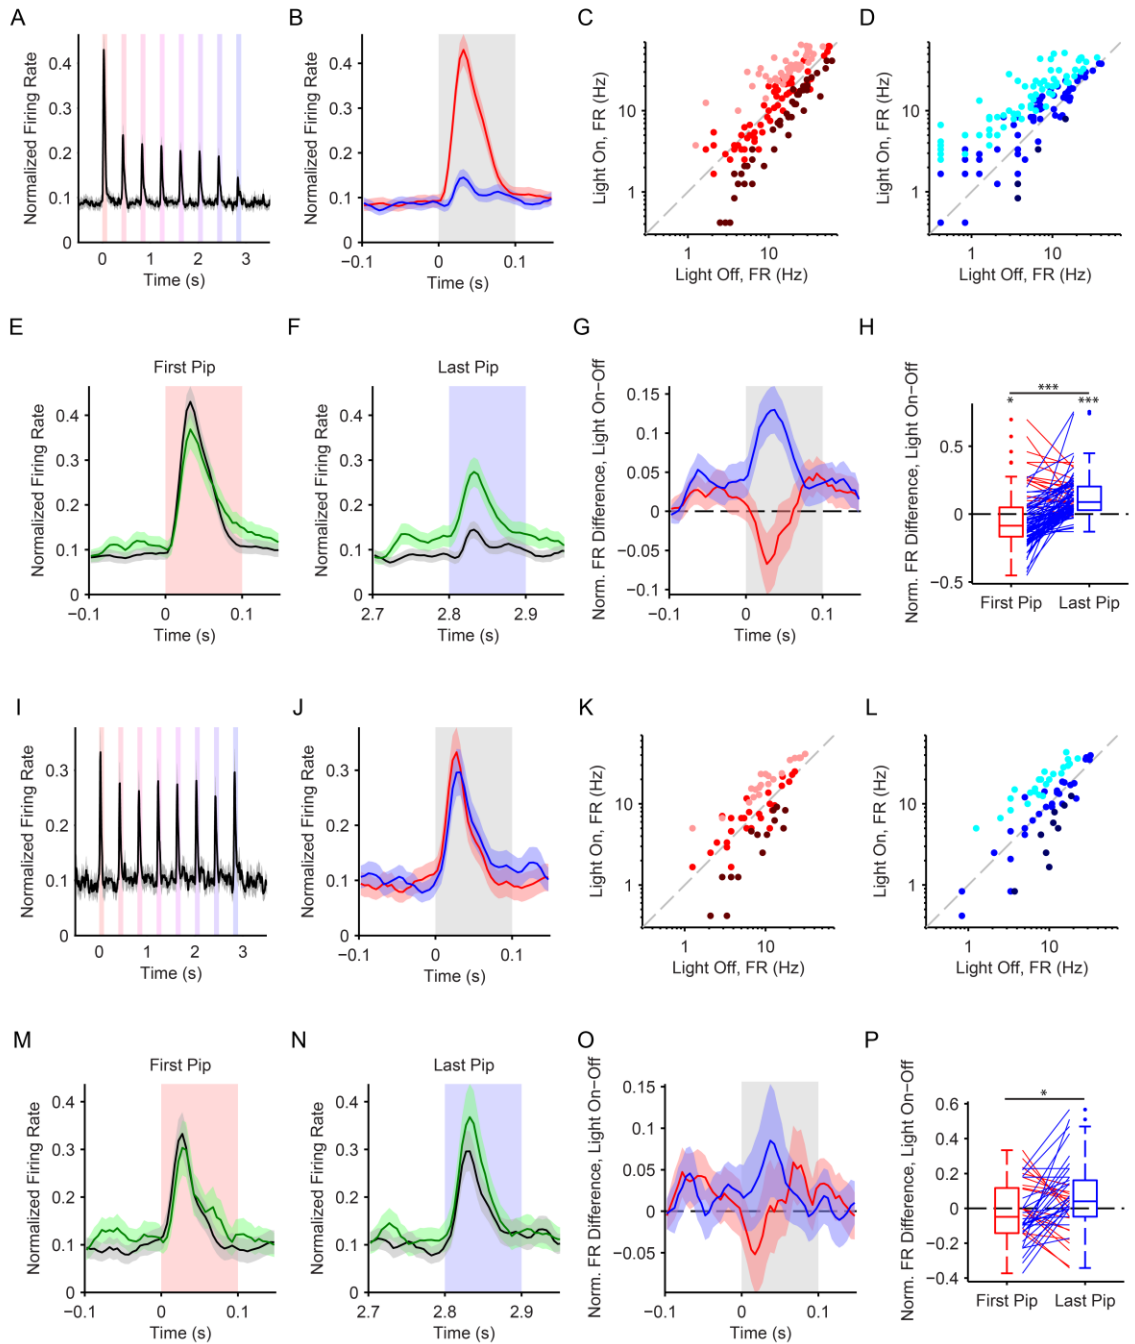 A
Normalized Firing Rate
0.4
0.3
0.2
0.1
0
0
1
2
3
Time (s)
B
Normalized Firing Rate
0.4
0.3
0.2
0.1
0
−0.1
0
0.1
Time (s)
C
Light On, FR (Hz)
10
1
1
10
Light Off, FR (Hz)
D
Light On, FR (Hz)
10
1
1
10
Light Off, FR (Hz)
E
First Pip
Normalized Firing Rate
0.4
0.3
0.2
0.1
0
-0.1
0
0.1
Time (s)
F
Last Pip
Normalized Firing Rate
0.4
0.3
0.2
0.1
0
2.7
2.8
2.9
Time (s)
G
Norm. FR Difference, Light On−Off
0.15
0.1
0.05
0
−0.05
−0.1
−0.1
0
0.1
Time (s)
H
Norm. FR Difference, Light On−Off
***
*
***
0.5
0
−0.5
First Pip
Last Pip
I
Normalized Firing Rate
0.3
0.2
0.1
0
0
1
2
3
Time (s)
J
Normalized Firing Rate
0.3
0.2
0.1
0
−0.1
0
0.1
Time (s)
K
Light On, FR (Hz)
10
1
1
10
Light Off, FR (Hz)
L
Light On, FR (Hz)
10
1
1
10
Light Off, FR (Hz)
M
First Pip
Normalized Firing Rate
0.4
0.3
0.2
0.1
0
-0.1
0
0.1
Time (s)
N
Last Pip
Normalized Firing Rate
0.4
0.3
0.2
0.1
0
2.7
2.8
2.9
Time (s)
O
Norm. FR Difference, Light On−Off
0.15
0.1
0.05
0
−0.05
−0.1
0
0.1
Time (s)
P
Norm. FR Difference, Light On−Off
*
0.6
0.4
0.2
0
−0.2
−0.4
First Pip
Last Pip